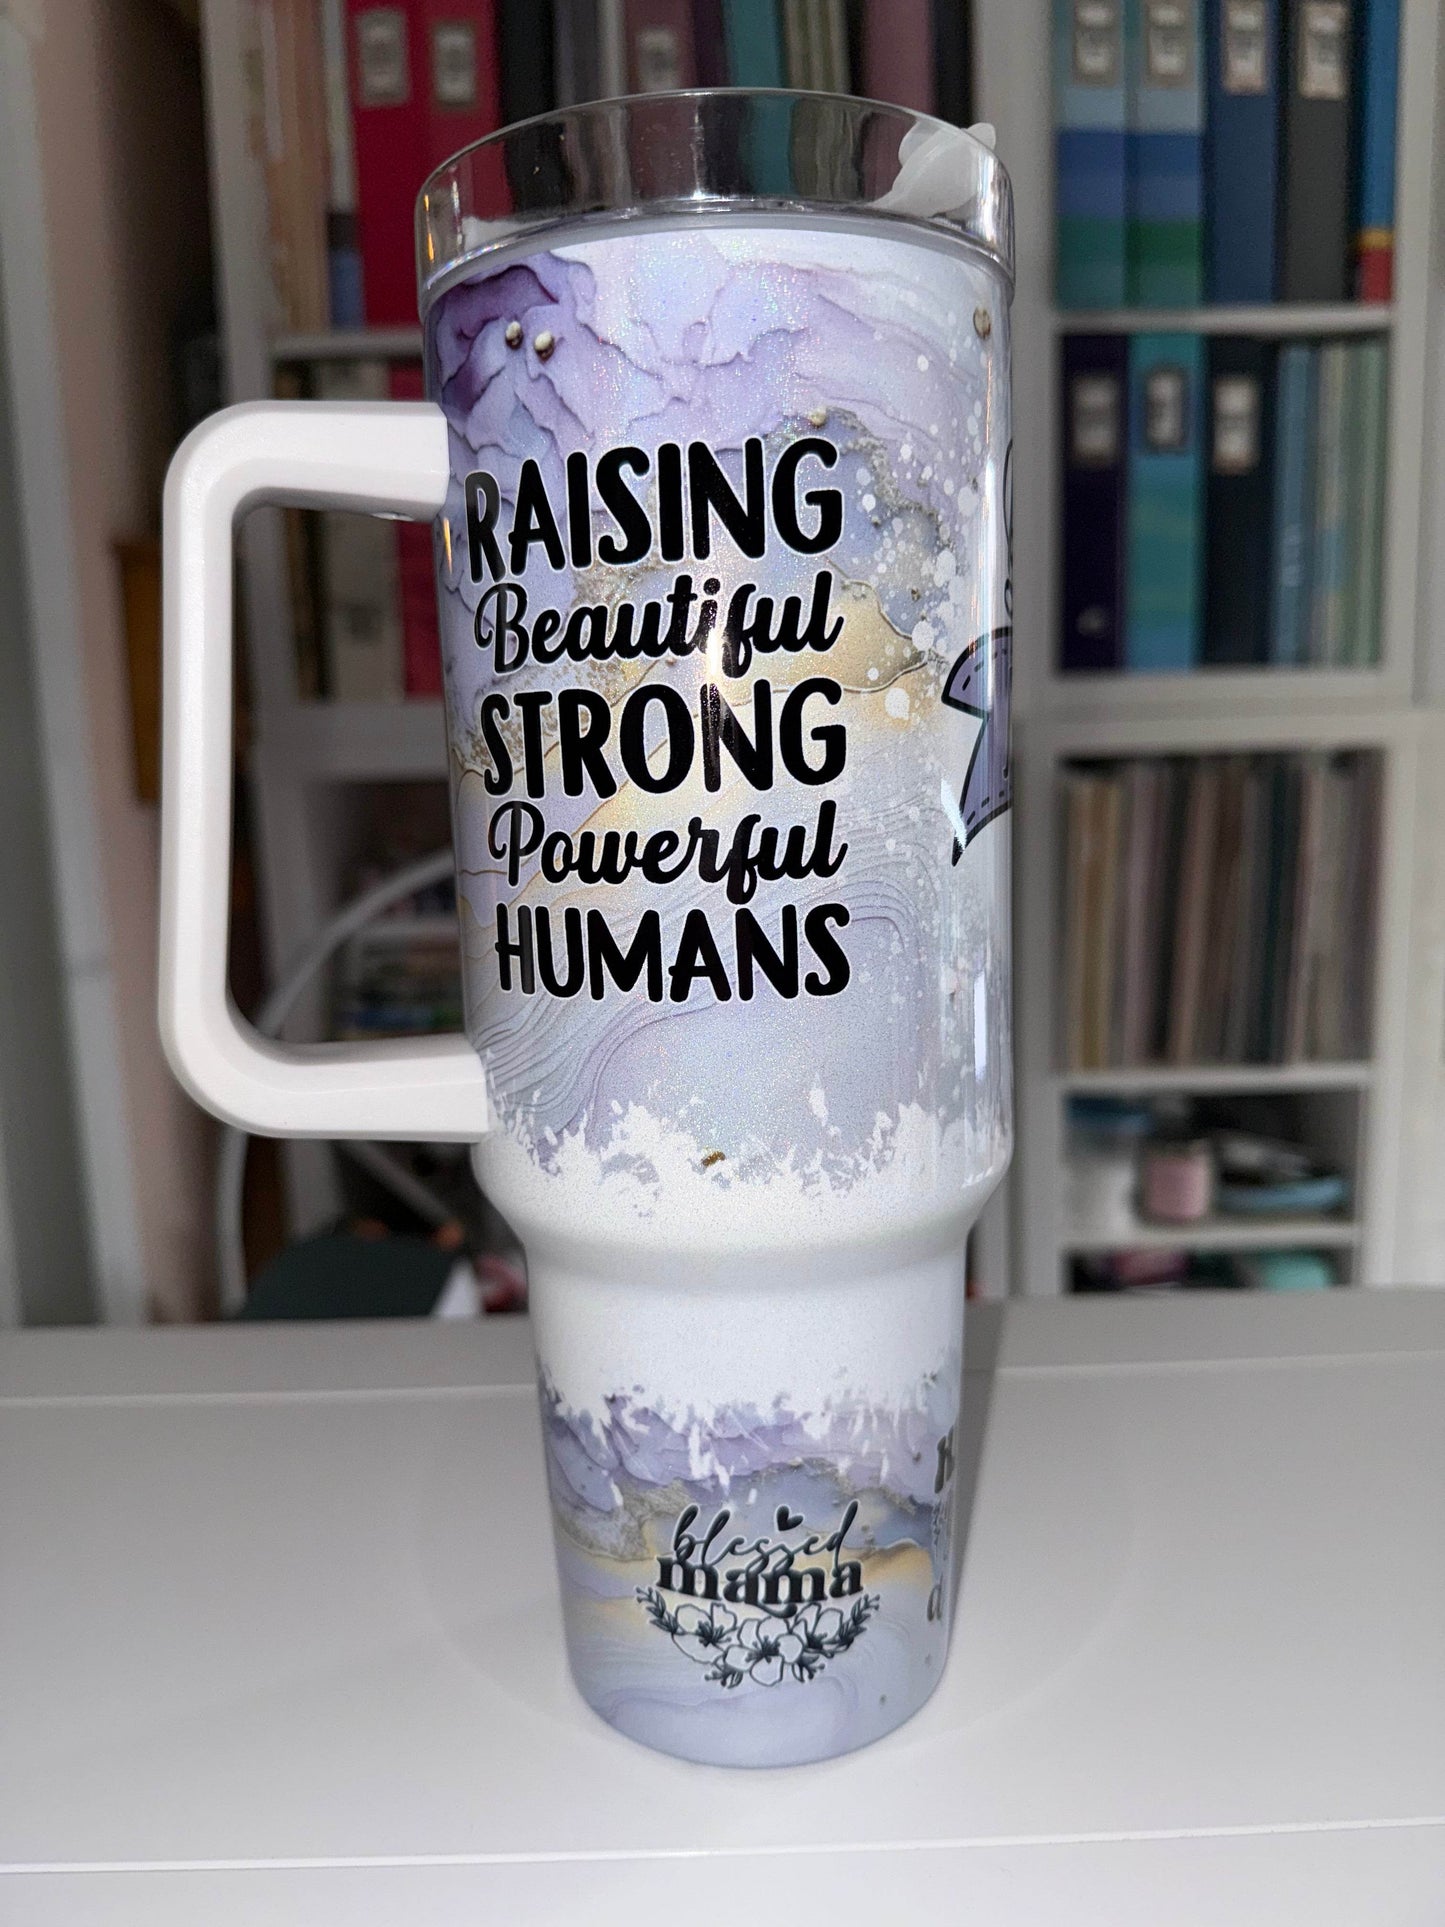 RAISING
Beautiful
STRONG
Powerful
HUMANS
blessed
mama